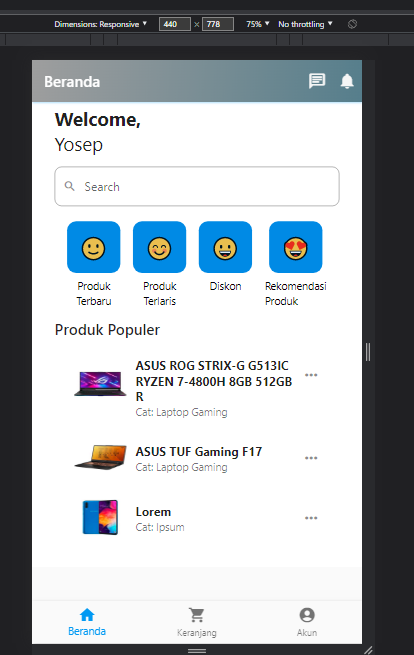 Dimensions: Responsive 440 × 778 75% No throttling
Beranda
Welcome,
Yosep
Search
Produk Terbaru
Produk Terlaris
Diskon
Rekomendasi Produk
Produk Populer
ASUS ROG STRIX-G G513IC
RYZEN 7-4800H 8GB 512GB
R
Cat: Laptop Gaming
ASUS TUF Gaming F17
Cat: Laptop Gaming
Lorem
Cat: Ipsum
Beranda
Keranjang
Akun